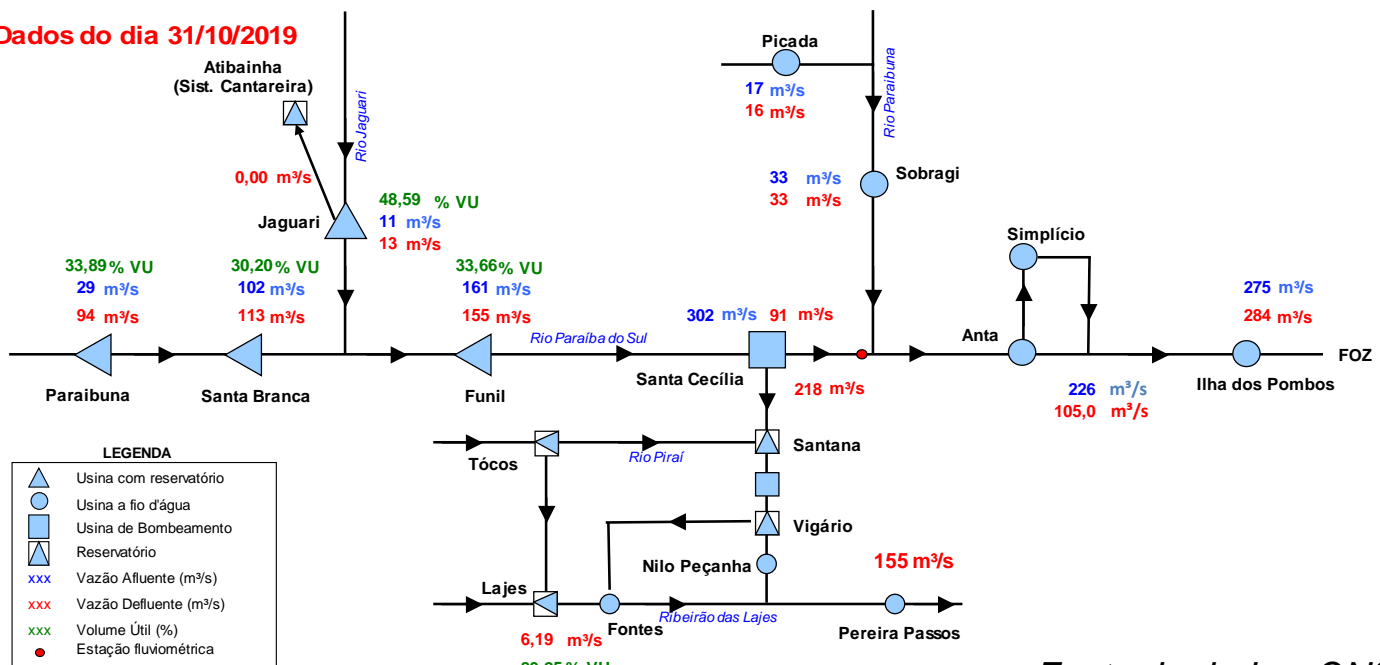 Dados do dia 31/10/2019
Atibainha
(Sist. Cantareira)
Rio Jaguari
0,00 m³/s
Jaguari
48,59 % VU
11 m³/s
13 m³/s
Picada
17 m³/s
16 m³/s
Rio Paraibuna
33 m³/s
33 m³/s
Sobragi
33,89 % VU
29 m³/s
94 m³/s
Paraibuna
30,20 % VU
102 m³/s
113 m³/s
Santa Branca
33,66 % VU
161 m³/s
155 m³/s
Funil
Rio Paraíba do Sul
302 m³/s 91 m³/s
Santa Cecília
218 m³/s
Simplício
Anta
226 m³/s
105,0 m³/s
275 m³/s
284 m³/s
Ilha dos Pombos
FOZ
Tócos
Rio Piraí
Santana
Vigário
Nilo Peçanha
155 m³/s
Lajes
Fontes
Ribeirão das Lajes
Pereira Passos
6,19 m³/s
LEGENDA
Usina com reservatório
Usina a fio d'água
Usina de Bombeamento
Reservatório
xxx Vazão Afluente (m³/s)
xxx Vazão Defluente (m³/s)
xxx Volume Útil (%)
Estação fluviométrica